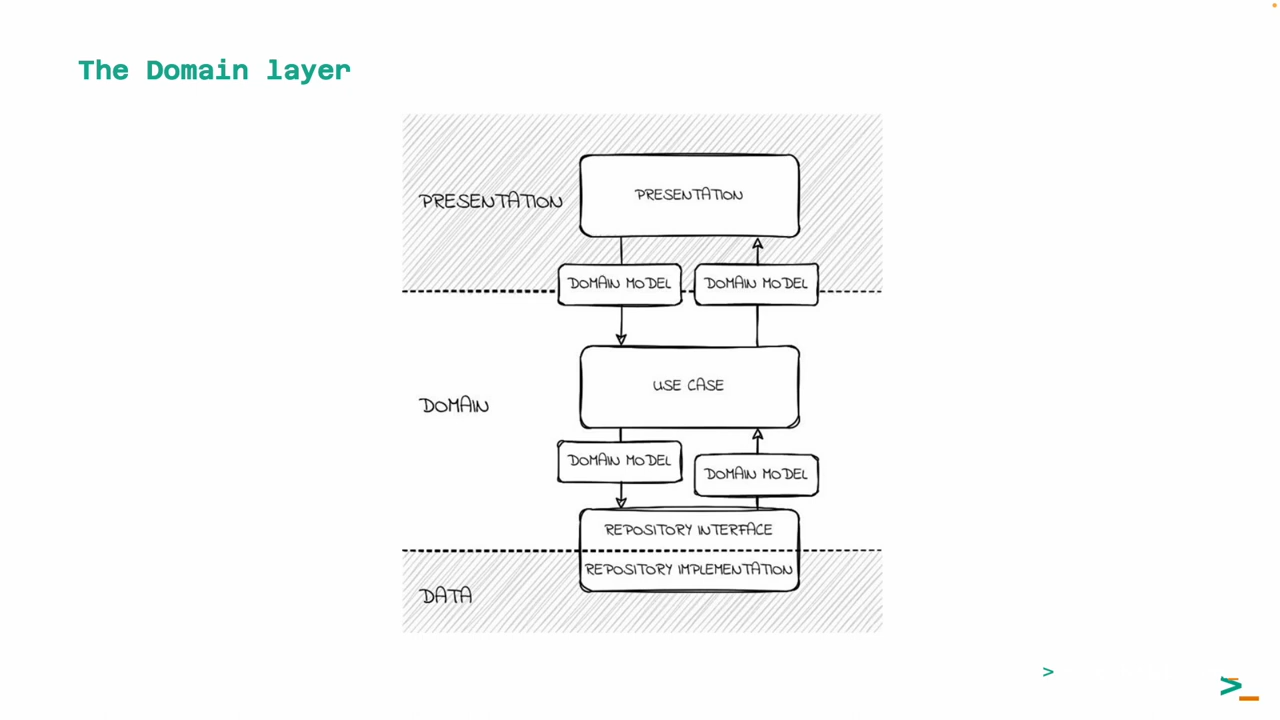 The Domain layer
PRESENTATION
PRESENTATION
DOMAIN MODEL
DOMAIN MODEL
USE CASE
DOMAIN
DOMAIN MODEL
DOMAIN MODEL
REPOSITORY INTERFACE
REPOSITORY IMPLEMENTATION
DATA
>
>_